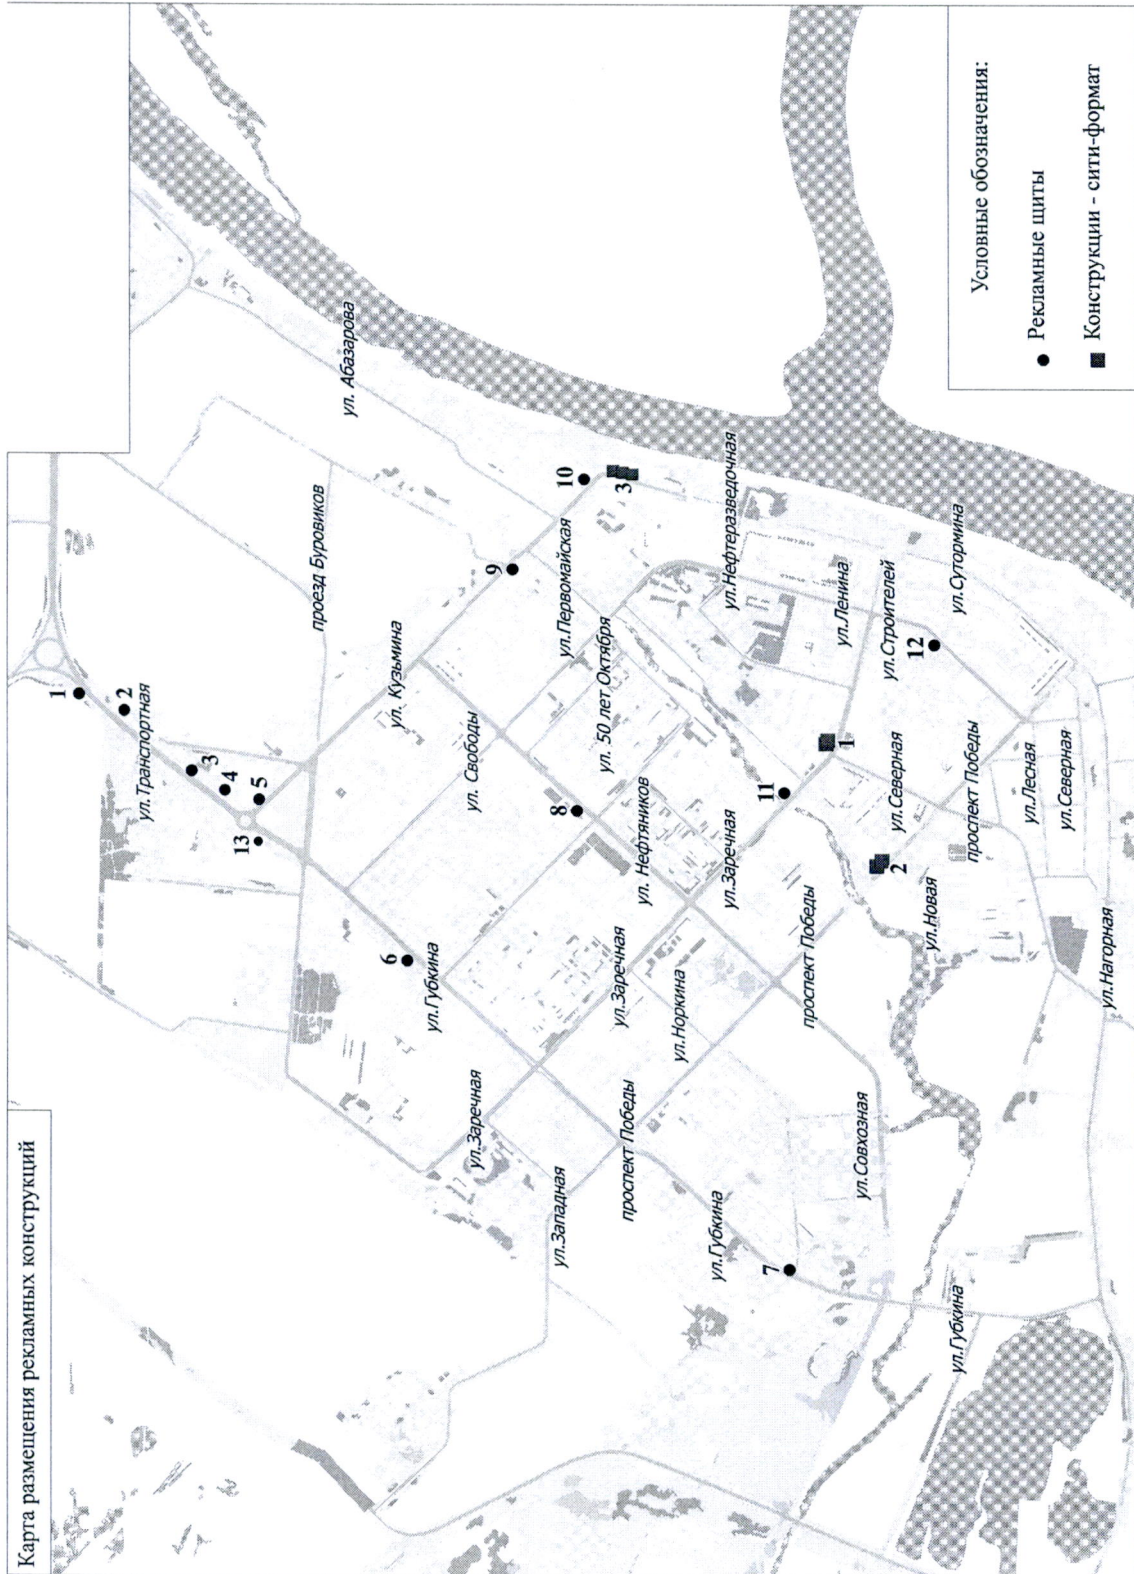 Карта размещения рекламных конструкций
1
2
ул.Транспортная
3
4
5
13
проезд Буровиков
ул. Абазарова
ул. Кузьмина
6
ул.Губкина
ул. Свободы
9
10
3
ул.Первомайская
ул. 50 лет Октября
8
ул. Нефтяников
ул.Заречная
ул.Заречная
ул.Заречная
ул.Норкина
ул.Западная
проспект Победы
проспект Победы
ул.Нефтеразведочная
ул.Ленина
ул.Строителей
ул.Сутормина
12
11
1
ул.Северная
2
ул.Новая
проспект Победы
ул.Лесная
ул.Северная
ул.Губкина
7
ул.Совхозная
ул.Нагорная
ул.Губкина
Условные обозначения:
Рекламные щиты
Конструкции - сити-формат